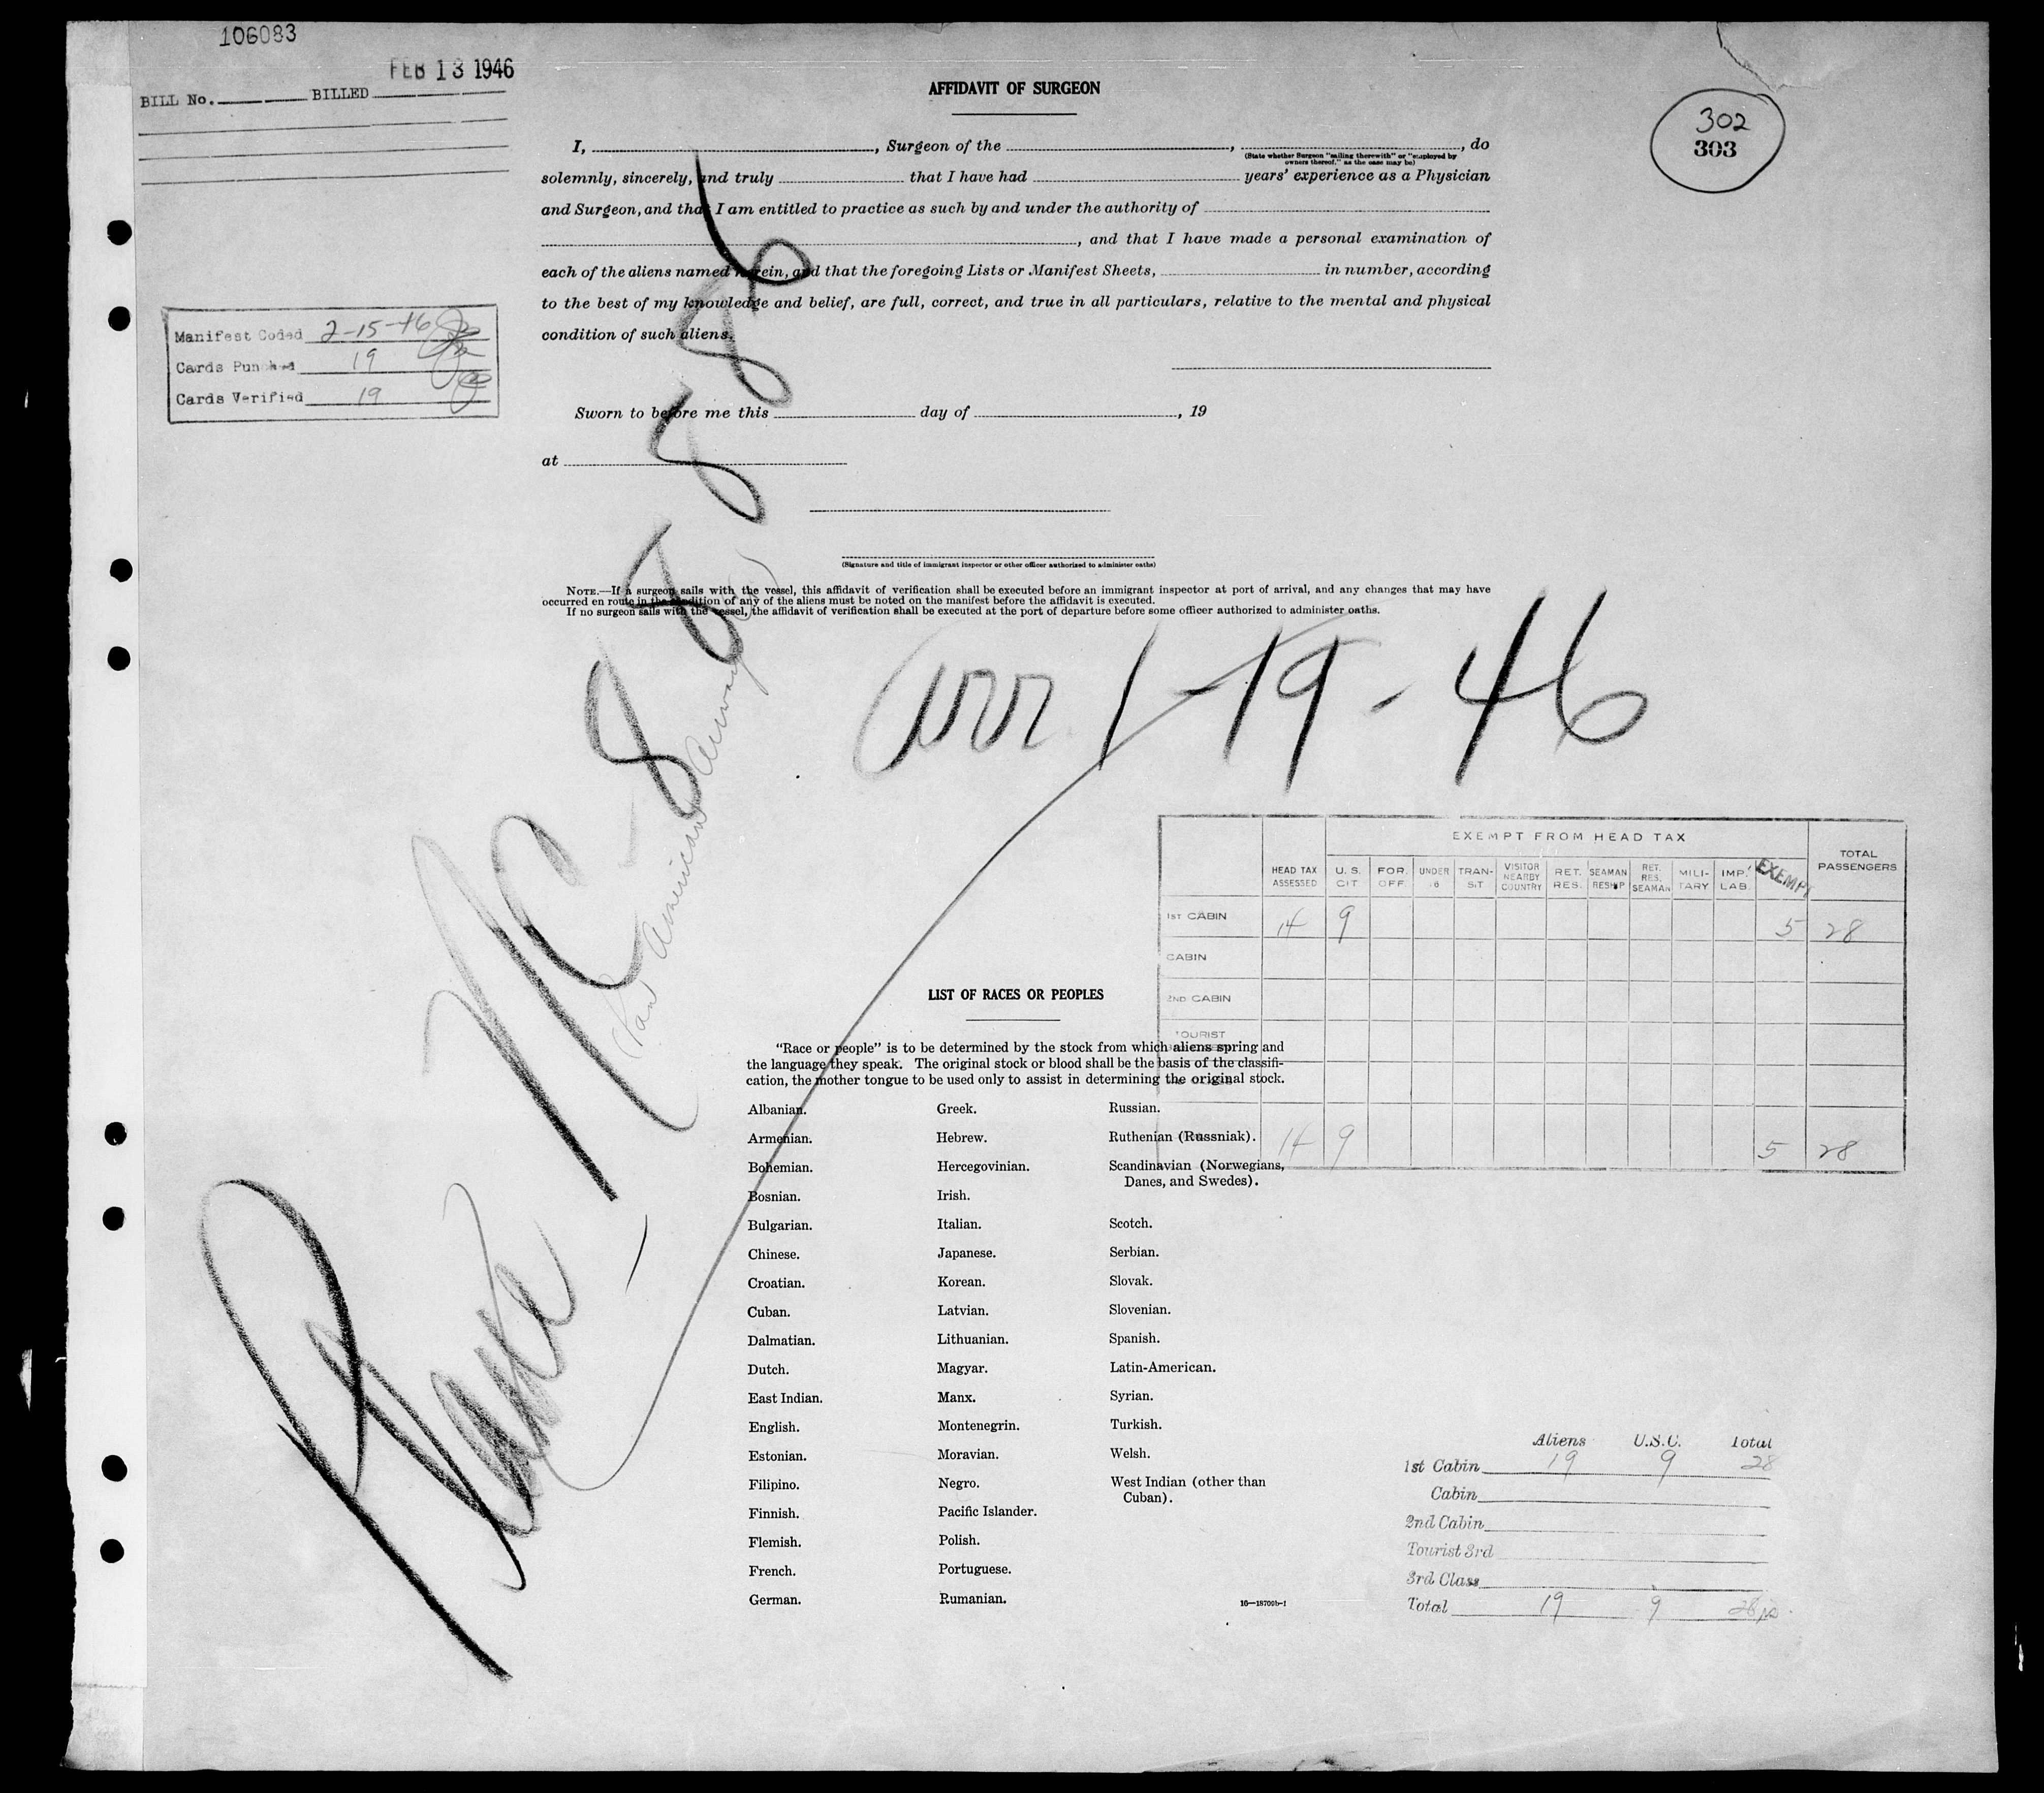 106083
FEB 13 1946
BILL No. BILLED
AFFIDAVIT OF SURGEON
302
303
I, , Surgeon of the , , do
(State whether Surgeon "sailing therewith" or "employed by
owners thereof," as the case may be)
solemnly, sincerely, and truly that I have had years' experience as a Physician
and Surgeon, and that I am entitled to practice as such by and under the authority of
, and that I have made a personal examination of
each of the aliens named herein, and that the foregoing Lists or Manifest Sheets, in number, according
to the best of my knowledge and belief, are full, correct, and true in all particulars, relative to the mental and physical
condition of such aliens.
Manifest Coded 2-15-46
Cards Punched 19
Cards Verified 19
Sworn to before me this day of , 19
at
(Signature and title of immigrant inspector or other officer authorized to administer oaths)
NOTE.—If a surgeon sails with the vessel, this affidavit of verification shall be executed before an immigrant inspector at port of arrival, and any changes that may have
occurred en route in the condition of any of the aliens must be noted on the manifest before the affidavit is executed.
If no surgeon sails with the vessel, the affidavit of verification shall be executed at the port of departure before some officer authorized to administer oaths.
arr. 1-19-46
Plane NC-88886
(Pan American Airways)
EXEMPT FROM HEAD TAX
HEAD TAX ASSESSED U. S. CIT FOR. OFF. UNDER 16 TRANSIT VISITOR NEARBY COUNTRY RET. RES. SEAMAN RESHIP RET. RES. SEAMAN MILITARY IMP. LAB. EXEMPT TOTAL PASSENGERS
1ST CABIN 14 9 5 28
CABIN
2ND CABIN
TOURIST
14 9 5 28
LIST OF RACES OR PEOPLES
"Race or people" is to be determined by the stock from which aliens spring and
the language they speak. The original stock or blood shall be the basis of the classifi-
cation, the mother tongue to be used only to assist in determining the original stock.
Albanian. Greek. Russian.
Armenian. Hebrew. Ruthenian (Russniak).
Bohemian. Hercegovinian. Scandinavian (Norwegians,
Danes, and Swedes).
Bosnian. Irish.
Bulgarian. Italian. Scotch.
Chinese. Japanese. Serbian.
Croatian. Korean. Slovak.
Cuban. Latvian. Slovenian.
Dalmatian. Lithuanian. Spanish.
Dutch. Magyar. Latin-American.
East Indian. Manx. Syrian.
English. Montenegrin. Turkish.
Estonian. Moravian. Welsh.
Filipino. Negro. West Indian (other than
Cuban).
Finnish. Pacific Islander.
Flemish. Polish.
French. Portuguese.
German. Rumanian.
16—18709b-1
Aliens U.S.C. Total
1st Cabin 19 9 28
Cabin
2nd Cabin
Tourist 3rd
3rd Class
Total 19 9 28